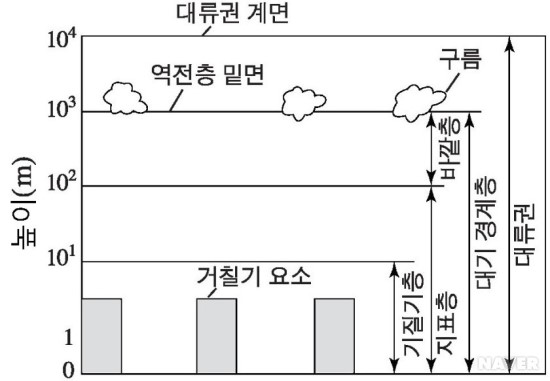 대류권 계면
10⁴
구름
역전층 밑면
10³
바깥층
10²
높이(m)
대기 경계층
대류권
10¹
거칠기 요소
기질기층
지표층
1
0
NAVER